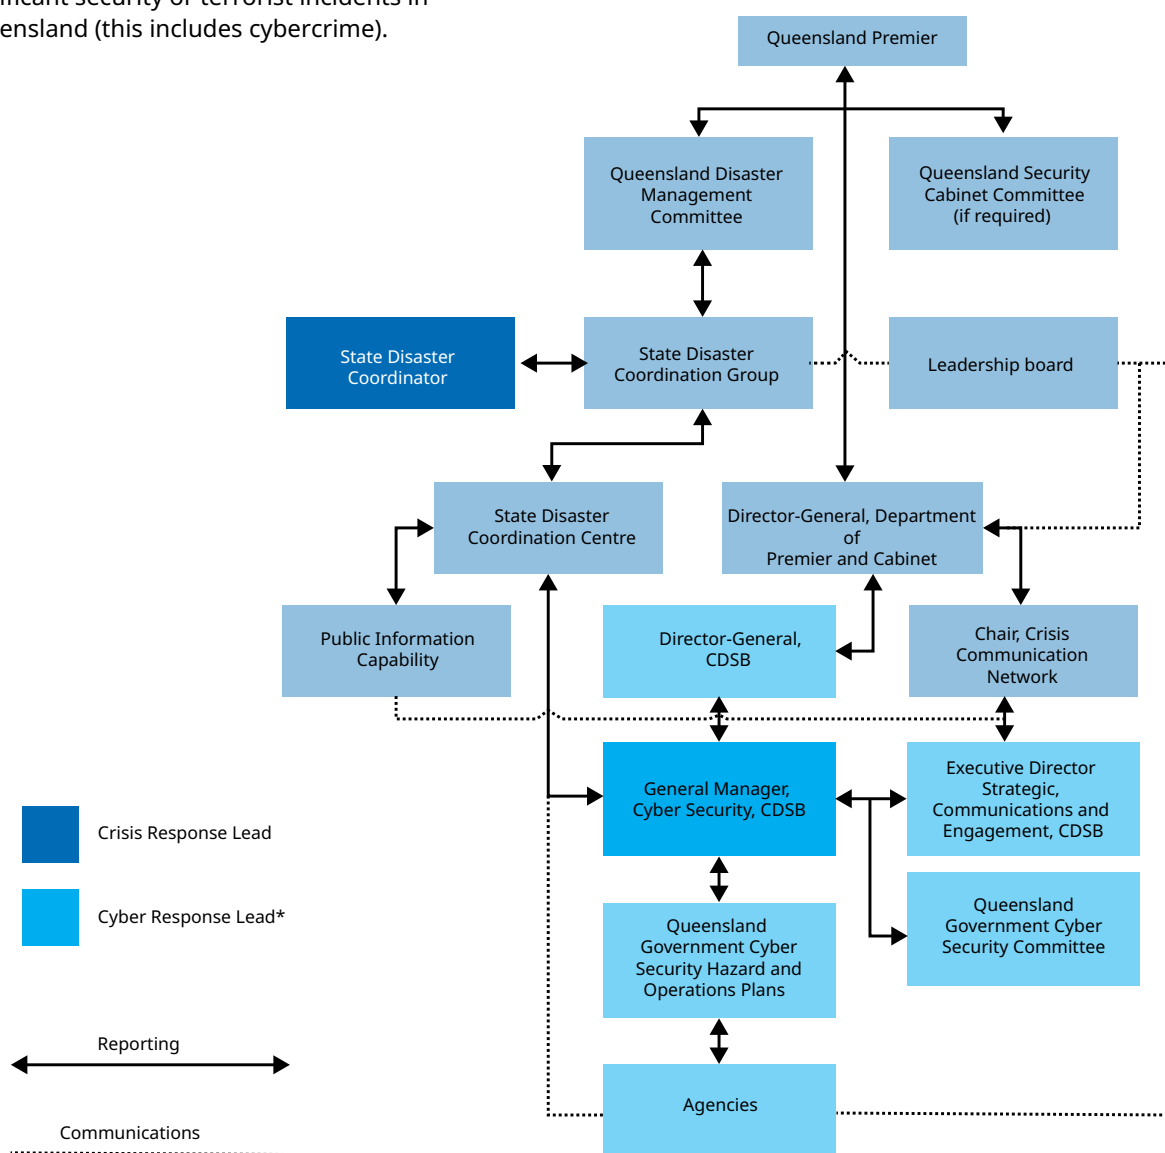 ensland (this includes cybercrime).
Queensland Premier
Queensland Disaster
Management
Committee
Queensland Security
Cabinet Committee
(if required)
State Disaster
Coordinator
State Disaster
Coordination Group
Leadership board
State Disaster
Coordination Centre
Director-General, Department
of
Premier and Cabinet
Public Information
Capability
Director-General,
CDSB
Chair, Crisis
Communication
Network
General Manager,
Cyber Security, CDSB
Executive Director
Strategic,
Communications and
Engagement, CDSB
Crisis Response Lead
Cyber Response Lead*
Queensland
Government Cyber
Security Hazard and
Operations Plans
Queensland
Government Cyber
Security Committee
Reporting
Agencies
Communications